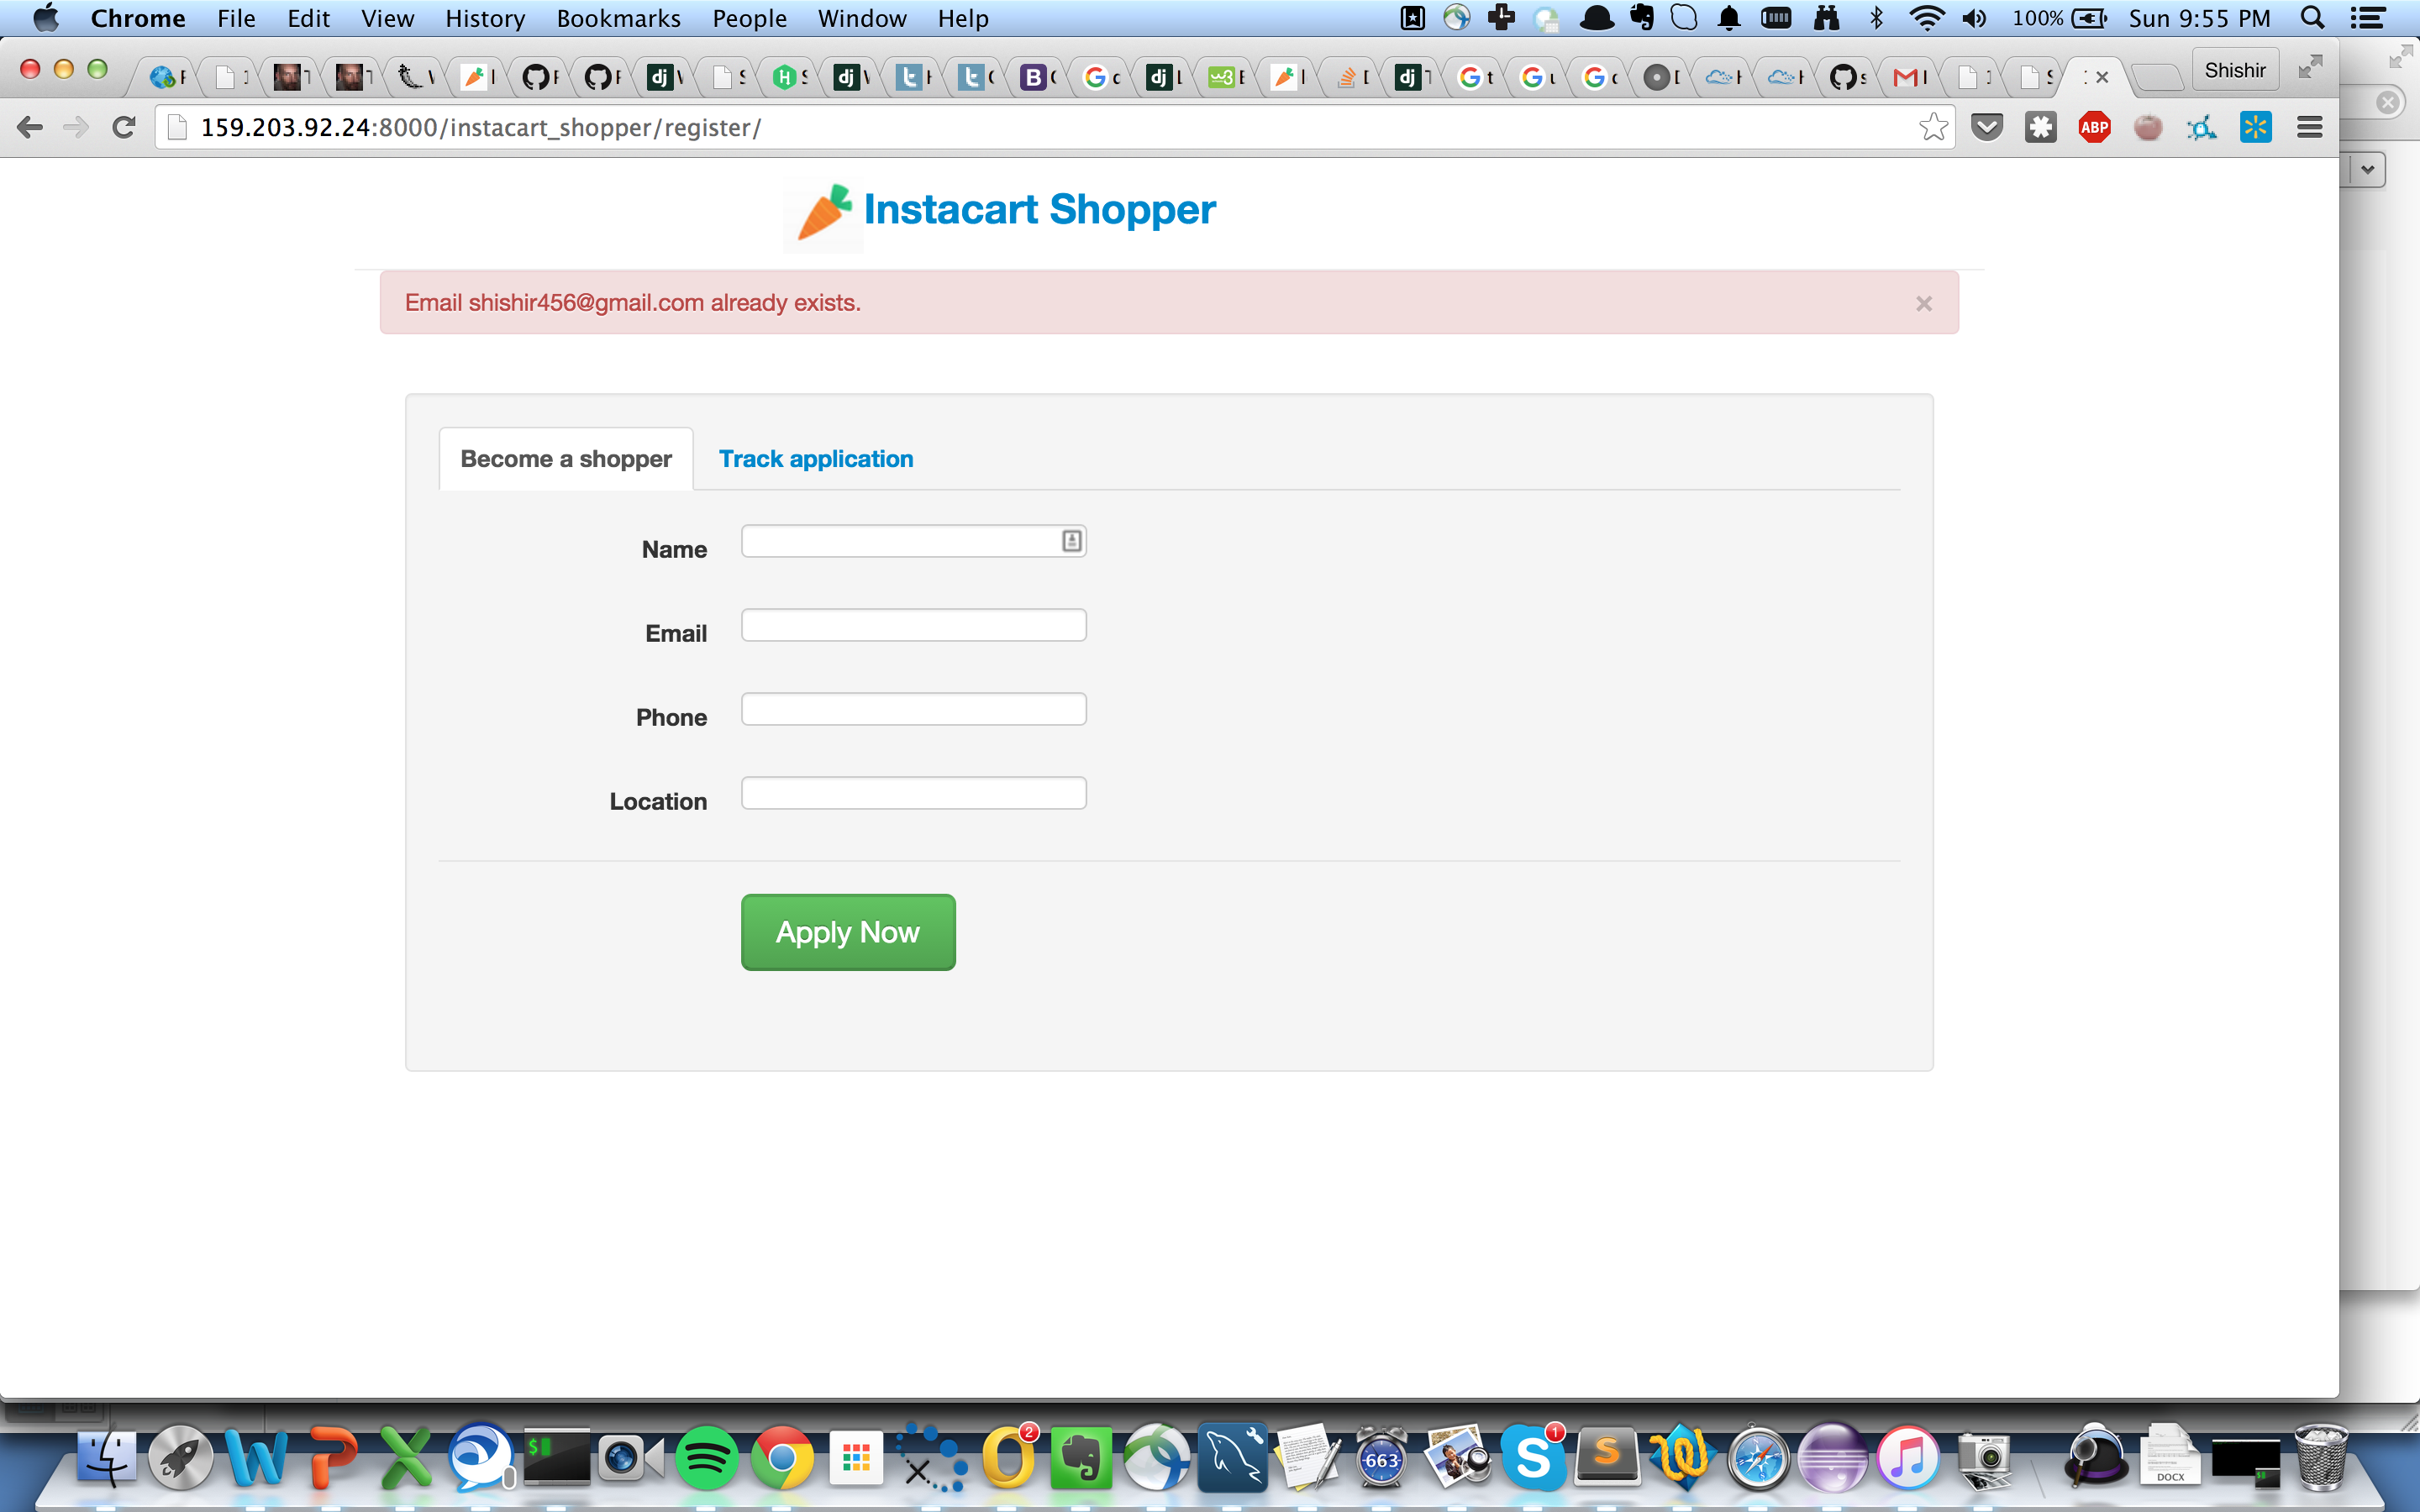 Chrome File Edit View History Bookmarks People Window Help 100% Sun 9:55 PM
Shishir
159.203.92.24:8000/instacart_shopper/register/
ABP
Instacart Shopper
Email shishir456@gmail.com already exists.
Become a shopper Track application
Name
Email
Phone
Location
Apply Now
2
663
1
DOCX